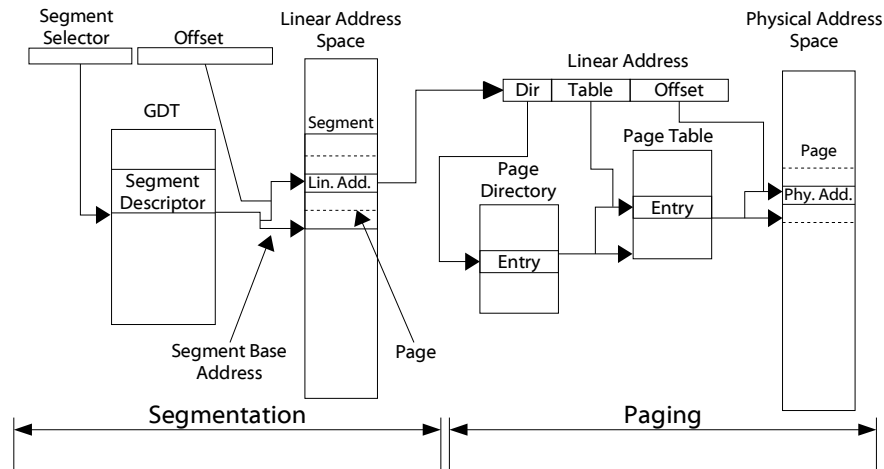 Segment
Selector
Offset
Linear Address
Space
Physical Address
Space
Linear Address
Dir
Table
Offset
GDT
Segment
Page Table
Page
Page
Directory
Segment
Descriptor
Lin. Add.
Entry
Phy. Add.
Entry
Segment Base
Address
Page
Segmentation
Paging